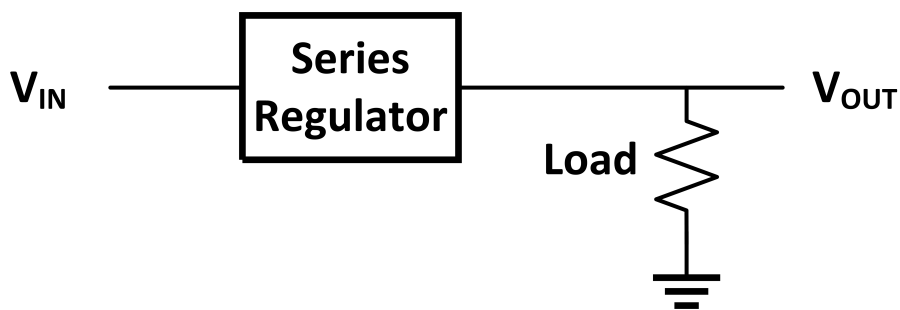 V_IN
Series
Regulator
V_OUT
Load